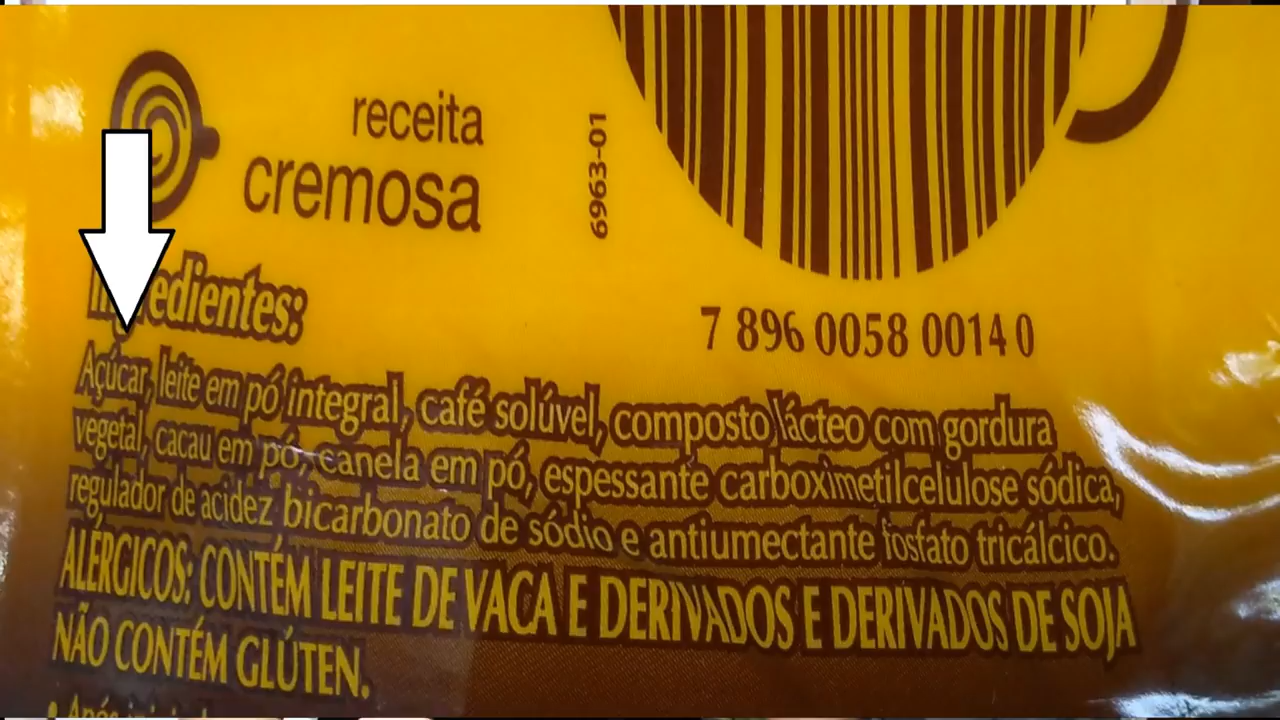 receita
cremosa
6963-01
7 896 0058 0014 0
Ingredientes:
Açúcar, leite em pó integral, café solúvel, composto lácteo com gordura
vegetal, cacau em pó, canela em pó, espessante carboximetilcelulose sódica,
regulador de acidez bicarbonato de sódio e antiumectante fosfato tricálcico.
ALÉRGICOS: CONTÉM LEITE DE VACA E DERIVADOS E DERIVADOS DE SOJA
NÃO CONTÉM GLÚTEN.
• Após